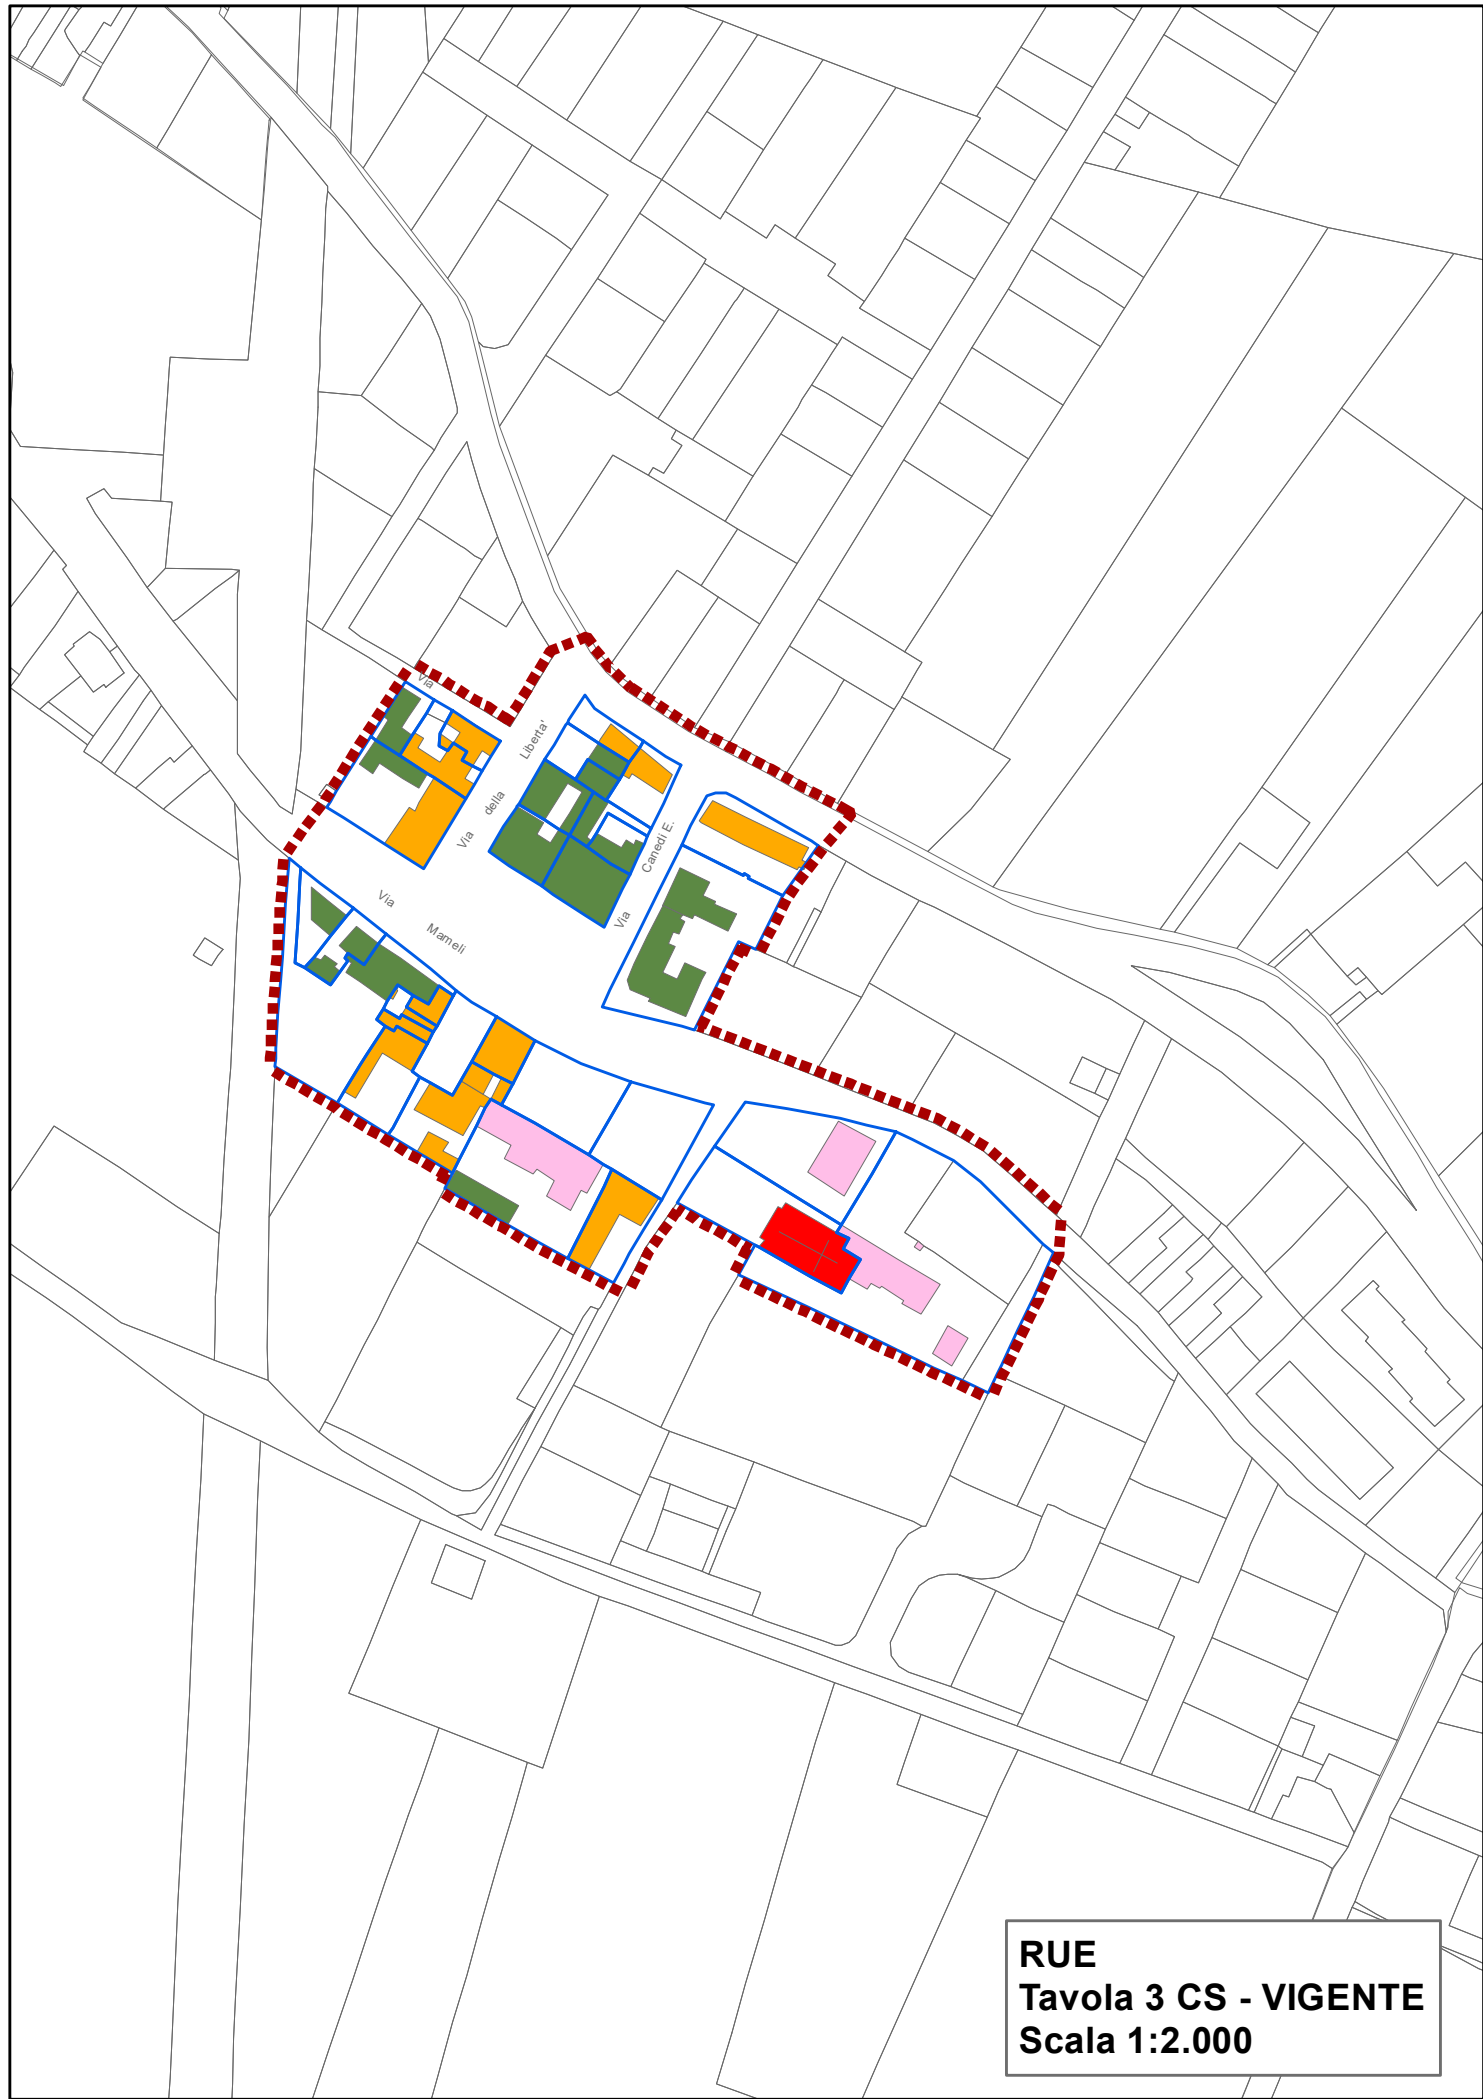 Via
Via della Liberta'
Via Canedi E.
Via Mameli
RUE
Tavola 3 CS - VIGENTE
Scala 1:2.000